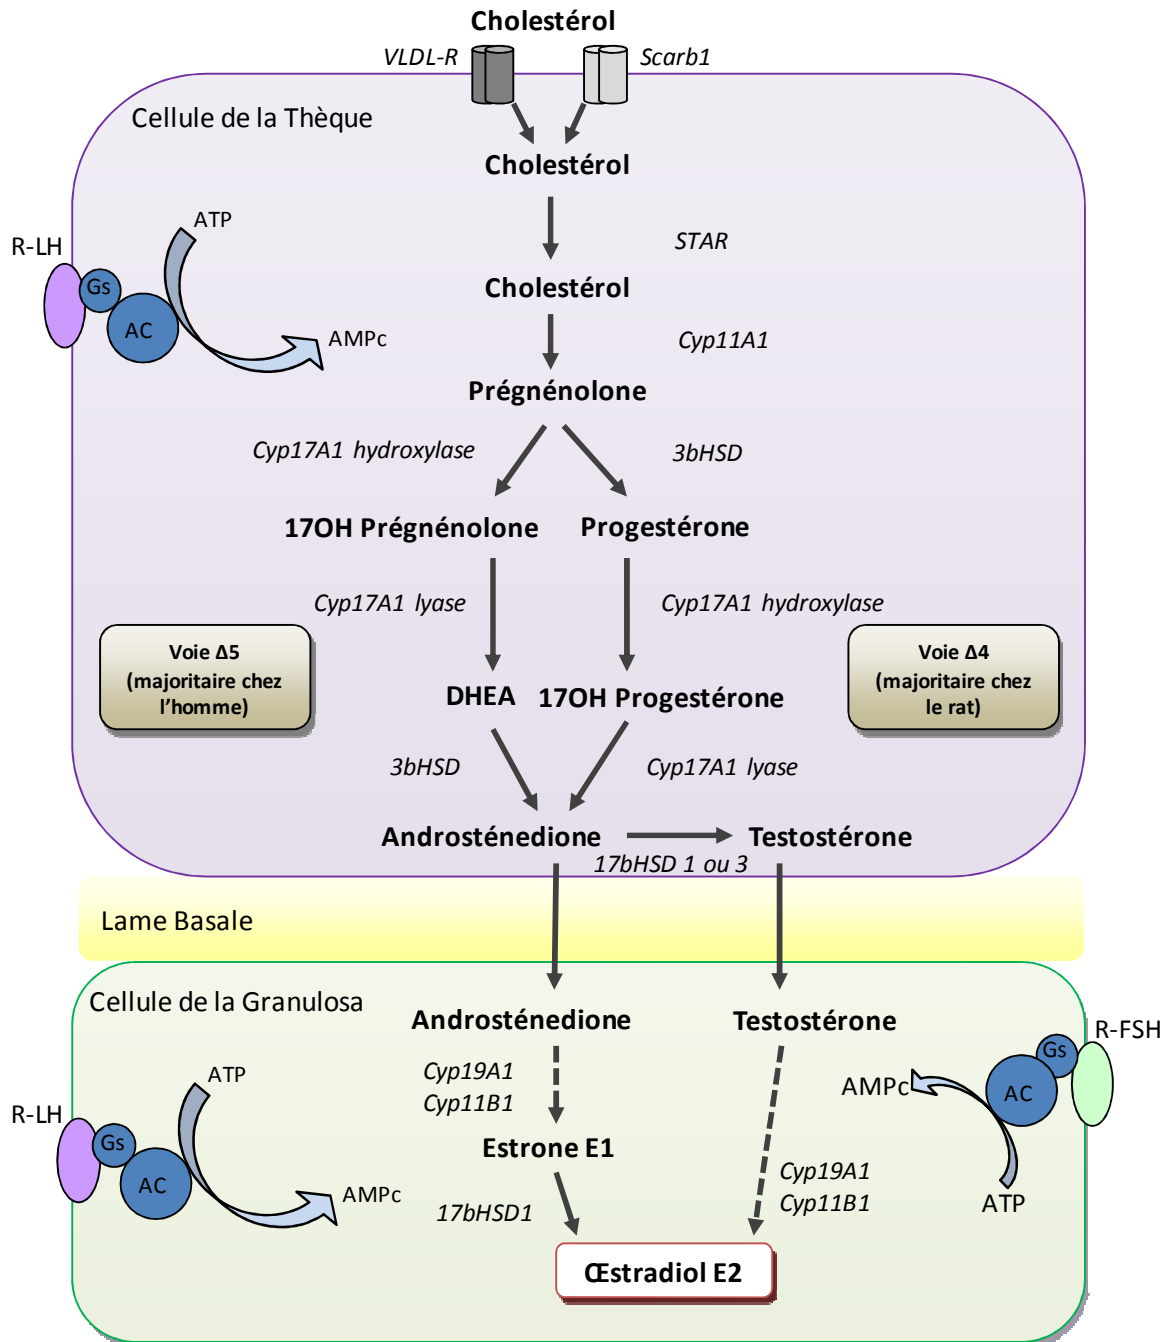 Cholestérol
VLDL-R
Scarb1
Cellule de la Thèque
Cholestérol
ATP
R-LH
STAR
Gs
Cholestérol
AC
AMPc
Cyp11A1
Prégnénolone
Cyp17A1 hydroxylase
3bHSD
17OH Prégnénolone
Progestérone
Cyp17A1 lyase
Cyp17A1 hydroxylase
Voie Δ5
(majoritaire chez
l'homme)
Voie Δ4
(majoritaire chez
le rat)
DHEA
17OH Progestérone
3bHSD
Cyp17A1 lyase
Androsténedione
Testostérone
17bHSD 1 ou 3
Lame Basale
Cellule de la Granulosa
Androsténedione
Testostérone
R-FSH
Gs
AC
AMPc
ATP
Cyp19A1
Cyp11B1
ATP
R-LH
Gs
AC
AMPc
Estrone E1
Cyp19A1
Cyp11B1
17bHSD1
Œstradiol E2